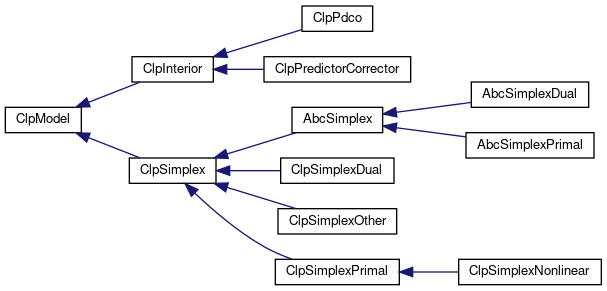 ClpPdco
ClpInterior
ClpPredictorCorrector
AbcSimplexDual
ClpModel
AbcSimplex
AbcSimplexPrimal
ClpSimplex
ClpSimplexDual
ClpSimplexOther
ClpSimplexPrimal
ClpSimplexNonlinear